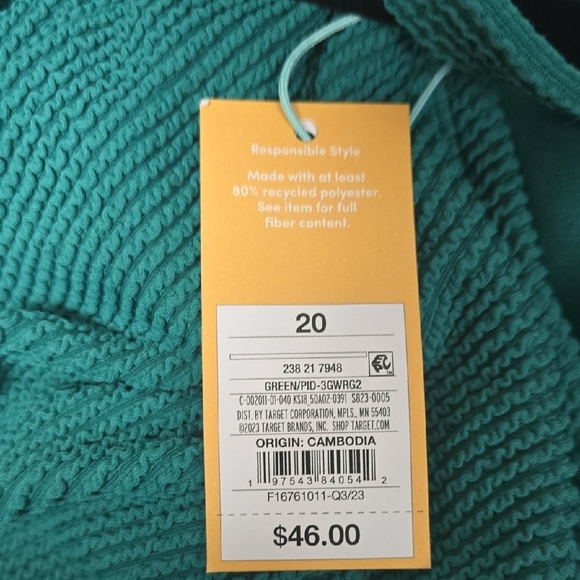 Responsible Style
Made with at least
80% recycled polyester.
See item for full
fiber content.
20
238 21 7948
GREEN/PID-3GWRG2
C-002011-01-040 KS18 50A02-0391 S823-0005
DIST. BY TARGET CORPORATION, MPLS., MN 55403
©2023 TARGET BRANDS, INC. SHOP TARGET.COM
ORIGIN: CAMBODIA
1 97543 84054 2
F16761011-Q3/23
$46.00